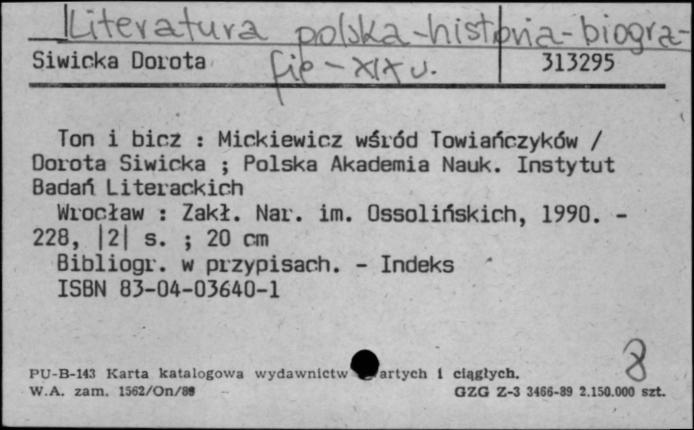 Literatura polska-historia-biogra-
fie-XIX w.
Siwicka Dorota 313295
Ton i bicz : Mickiewicz wśród Towiańczyków /
Dorota Siwicka ; Polska Akademia Nauk. Instytut
Badań Literackich
Wrocław : Zakł. Nar. im. Ossolińskich, 1990. -
228, |2| s. ; 20 cm
Bibliogr. w przypisach. - Indeks
ISBN 83-04-03640-1
8
PU-B-143 Karta katalogowa wydawnictw artych i ciągłych.
W.A. zam. 1562/On/88 GZG Z-3 3466-89 2.150.000 szt.